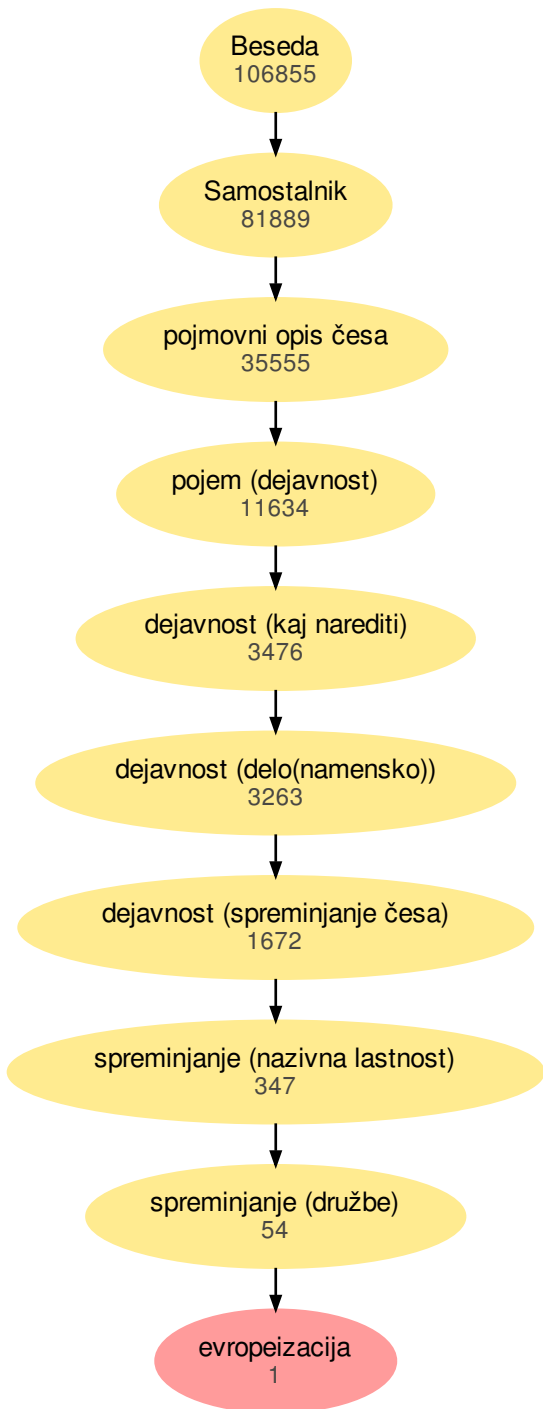 Beseda
106855
Samostalnik
81889
pojmovni opis česa
35555
pojem (dejavnost)
11634
dejavnost (kaj narediti)
3476
dejavnost (delo(namensko))
3263
dejavnost (spreminjanje česa)
1672
spreminjanje (nazivna lastnost)
347
spreminjanje (družbe)
54
evropeizacija
1